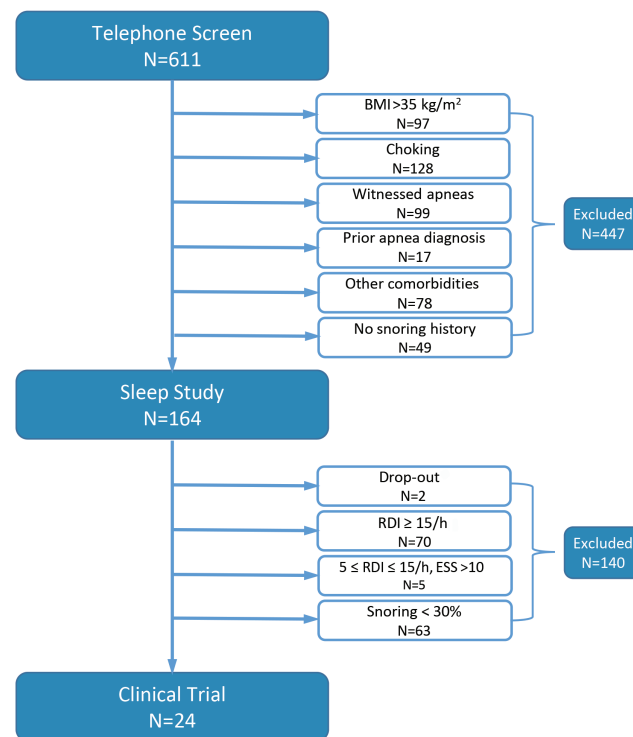 Telephone Screen
N=611
BMI>35 kg/m²
N=97
Choking
N=128
Witnessed apneas
N=99
Prior apnea diagnosis
N=17
Other comorbidities
N=78
No snoring history
N=49
Excluded
N=447
Sleep Study
N=164
Drop-out
N=2
RDI ≥ 15/h
N=70
5 ≤ RDI ≤ 15/h, ESS >10
N=5
Snoring < 30%
N=63
Excluded
N=140
Clinical Trial
N=24